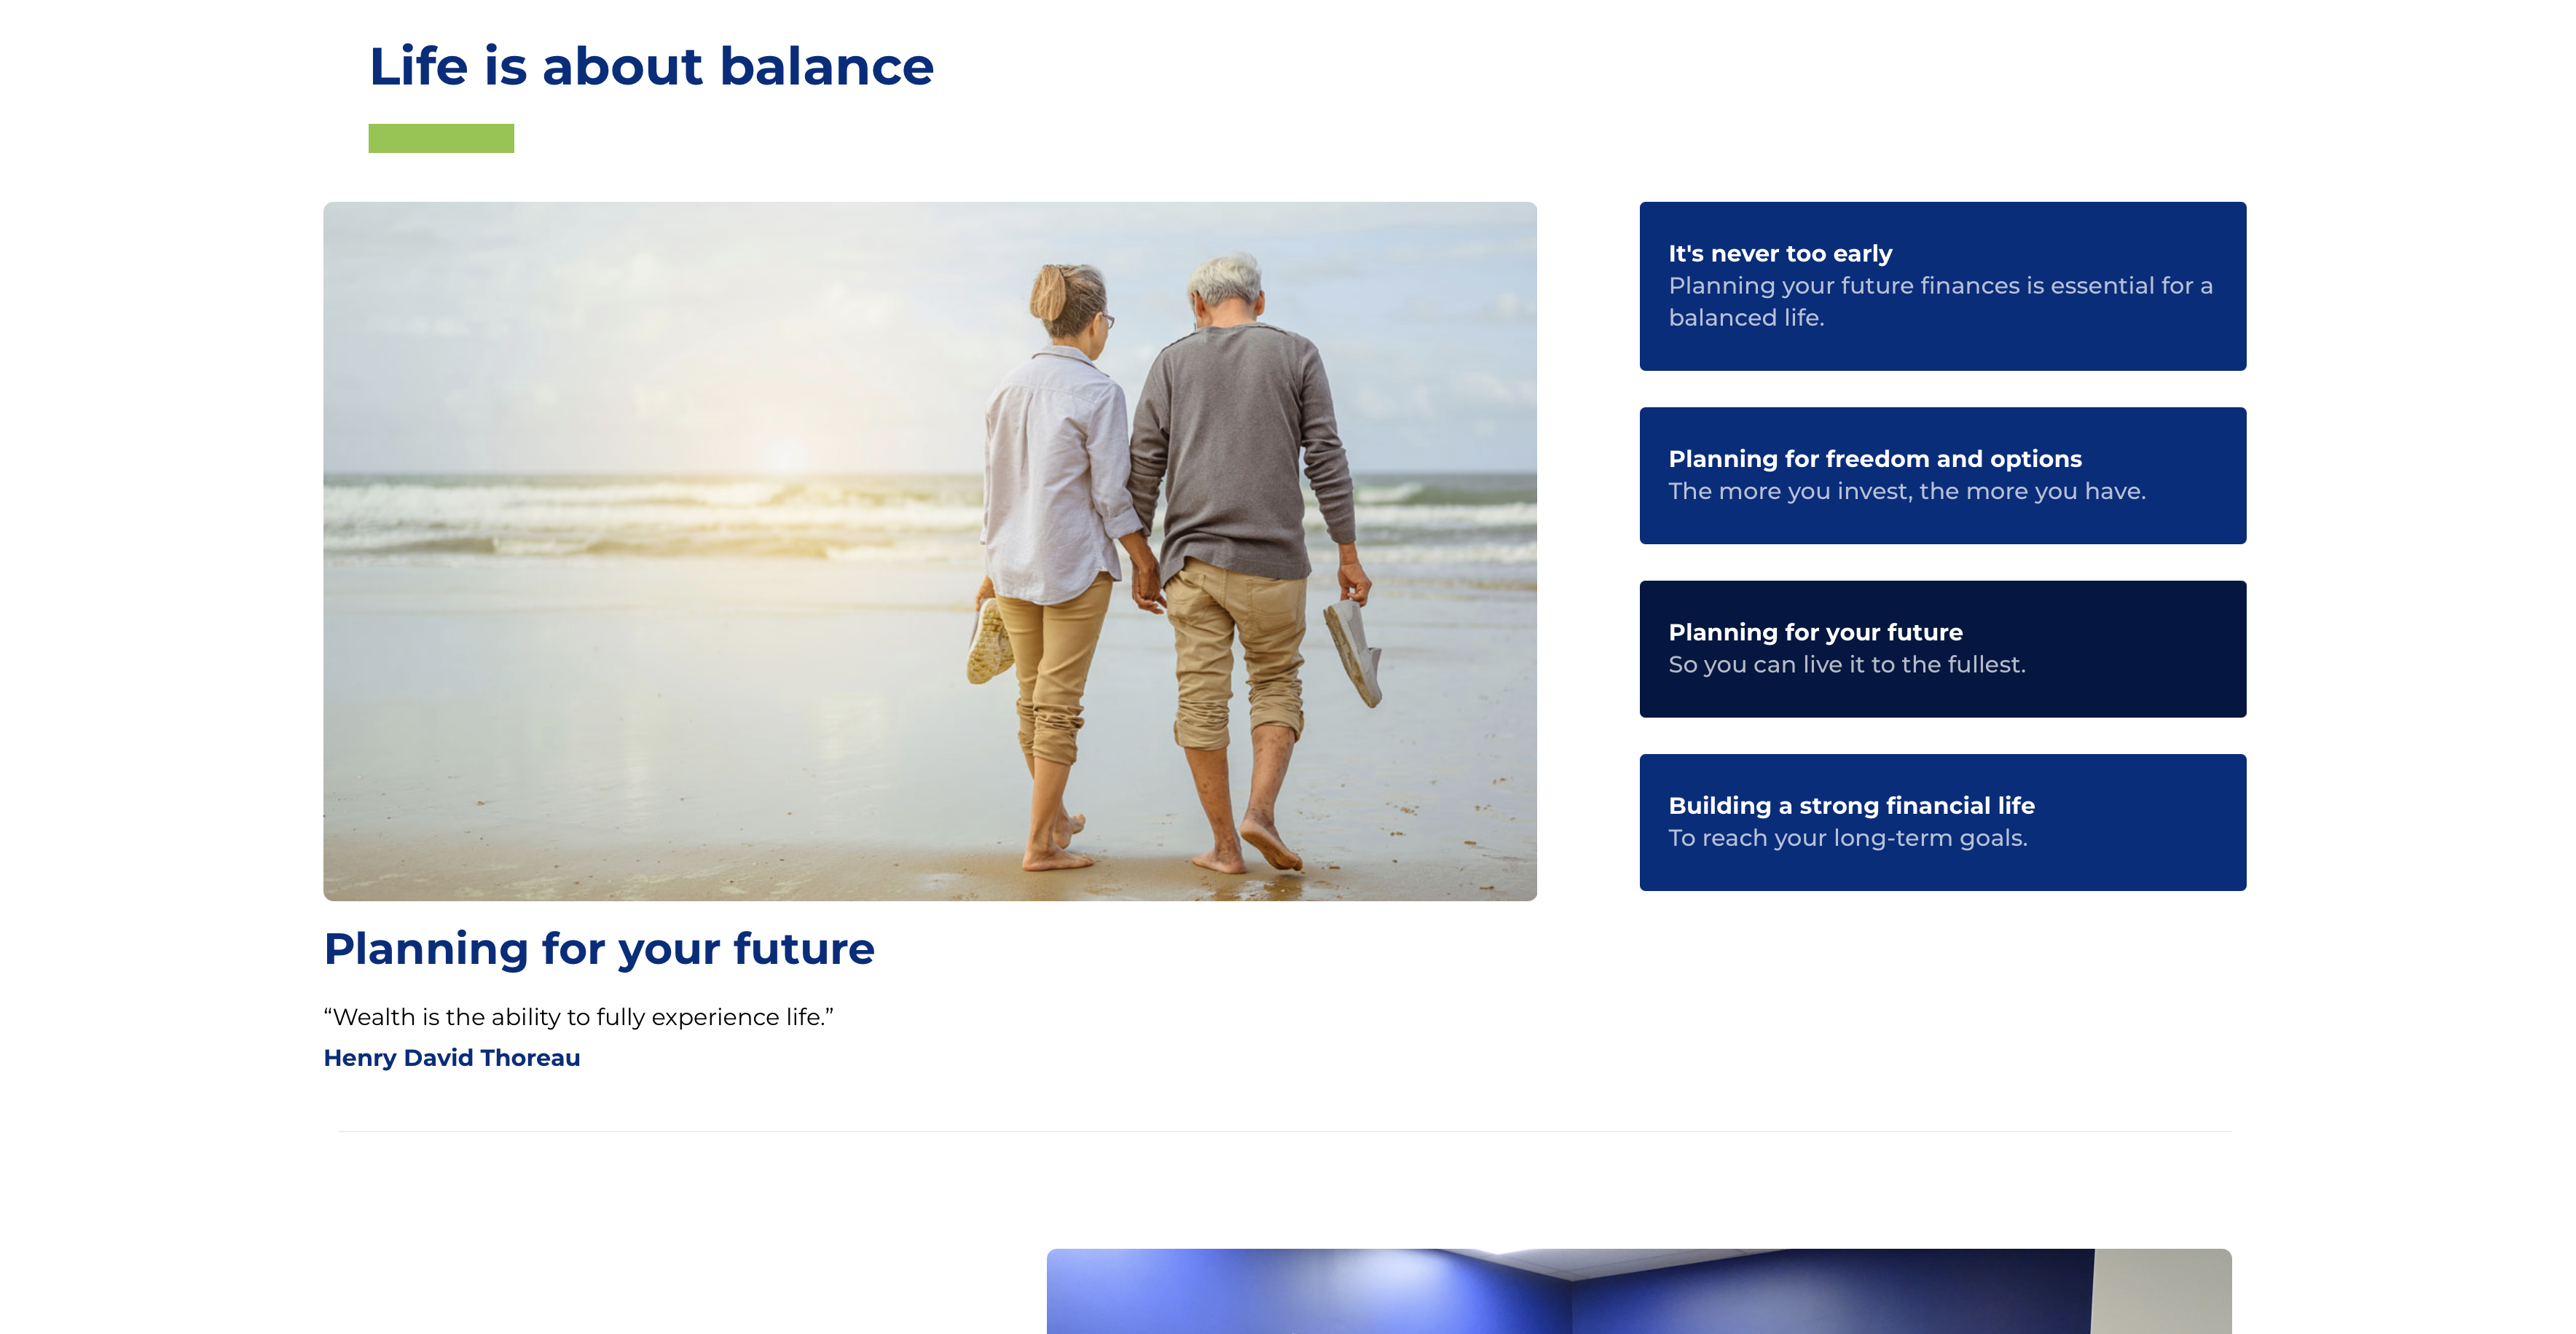 Life is about balance
It's never too early
Planning your future finances is essential for a
balanced life.
Planning for freedom and options
The more you invest, the more you have.
Planning for your future
So you can live it to the fullest.
Building a strong financial life
To reach your long-term goals.
Planning for your future
“Wealth is the ability to fully experience life.”
Henry David Thoreau